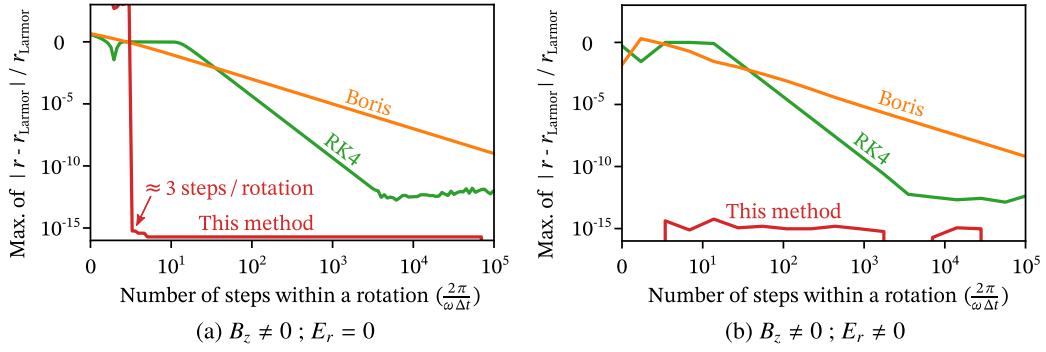 Max. of | r - r_Larmor | / r_Larmor
0
10^-5
10^-10
10^-15
Boris
RK4
≈ 3 steps / rotation
This method
0 10^1 10^2 10^3 10^4 10^5
Number of steps within a rotation (2π / ω Δt)
(a) B_z ≠ 0 ; E_r = 0
Max. of | r - r_Larmor | / r_Larmor
0
10^-5
10^-10
10^-15
Boris
RK4
This method
0 10^1 10^2 10^3 10^4 10^5
Number of steps within a rotation (2π / ω Δt)
(b) B_z ≠ 0 ; E_r ≠ 0